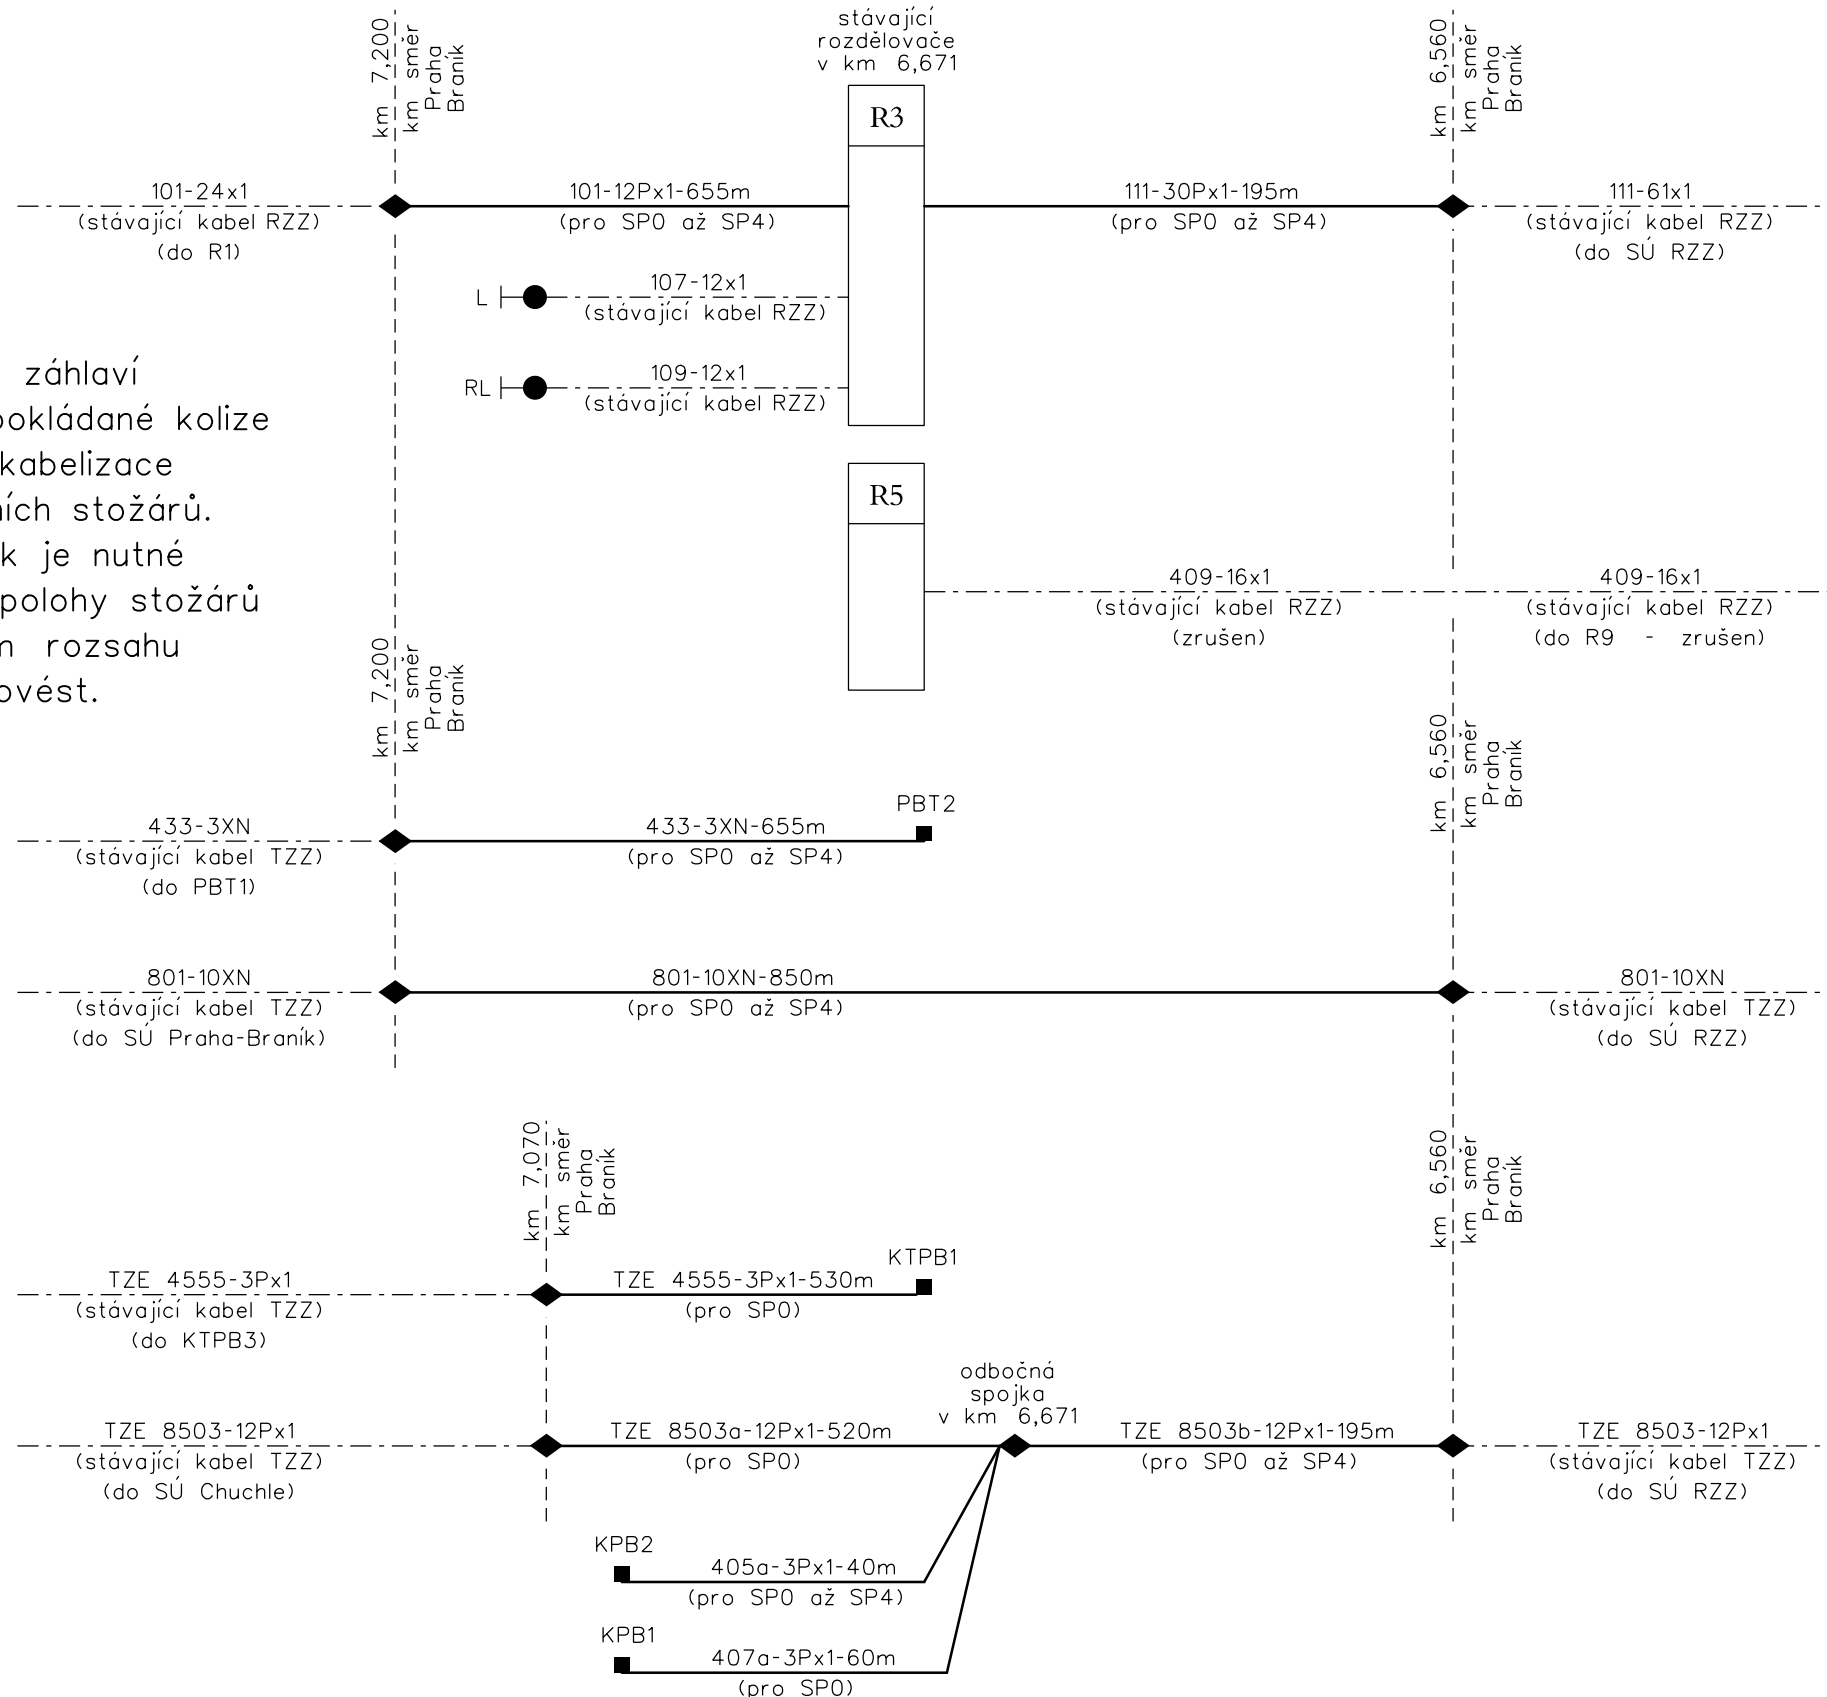 km 7,200
km směr
Praha
Braník
stávající
rozdělovače
v km 6,671
km 6,560
km směr
Praha
Braník
R3
101-24x1
(stávající kabel RZZ)
(do R1)
101-12Px1-655m
(pro SP0 až SP4)
111-30Px1-195m
(pro SP0 až SP4)
111-61x1
(stávající kabel RZZ)
(do SÚ RZZ)
L
107-12x1
(stávající kabel RZZ)
RL
109-12x1
(stávající kabel RZZ)
záhlaví
pokládané kolize
kabelizace
ních stožárů.
k je nutné
polohy stožárů
m rozsahu
ovést.
R5
409-16x1
(stávající kabel RZZ)
(zrušen)
409-16x1
(stávající kabel RZZ)
(do R9 - zrušen)
km 7,200
km směr
Praha
Braník
km 6,560
km směr
Praha
Braník
433-3XN
(stávající kabel TZZ)
(do PBT1)
433-3XN-655m
(pro SP0 až SP4)
PBT2
801-10XN
(stávající kabel TZZ)
(do SÚ Praha-Braník)
801-10XN-850m
(pro SP0 až SP4)
801-10XN
(stávající kabel TZZ)
(do SÚ RZZ)
km 7,070
km směr
Praha
Braník
km 6,560
km směr
Praha
Braník
TZE 4555-3Px1
(stávající kabel TZZ)
(do KTPB3)
TZE 4555-3Px1-530m
(pro SP0)
KTPB1
odbočná
spojka
v km 6,671
TZE 8503-12Px1
(stávající kabel TZZ)
(do SÚ Chuchle)
TZE 8503a-12Px1-520m
(pro SP0)
TZE 8503b-12Px1-195m
(pro SP0 až SP4)
TZE 8503-12Px1
(stávající kabel TZZ)
(do SÚ RZZ)
KPB2
405a-3Px1-40m
(pro SP0 až SP4)
KPB1
407a-3Px1-60m
(pro SP0)